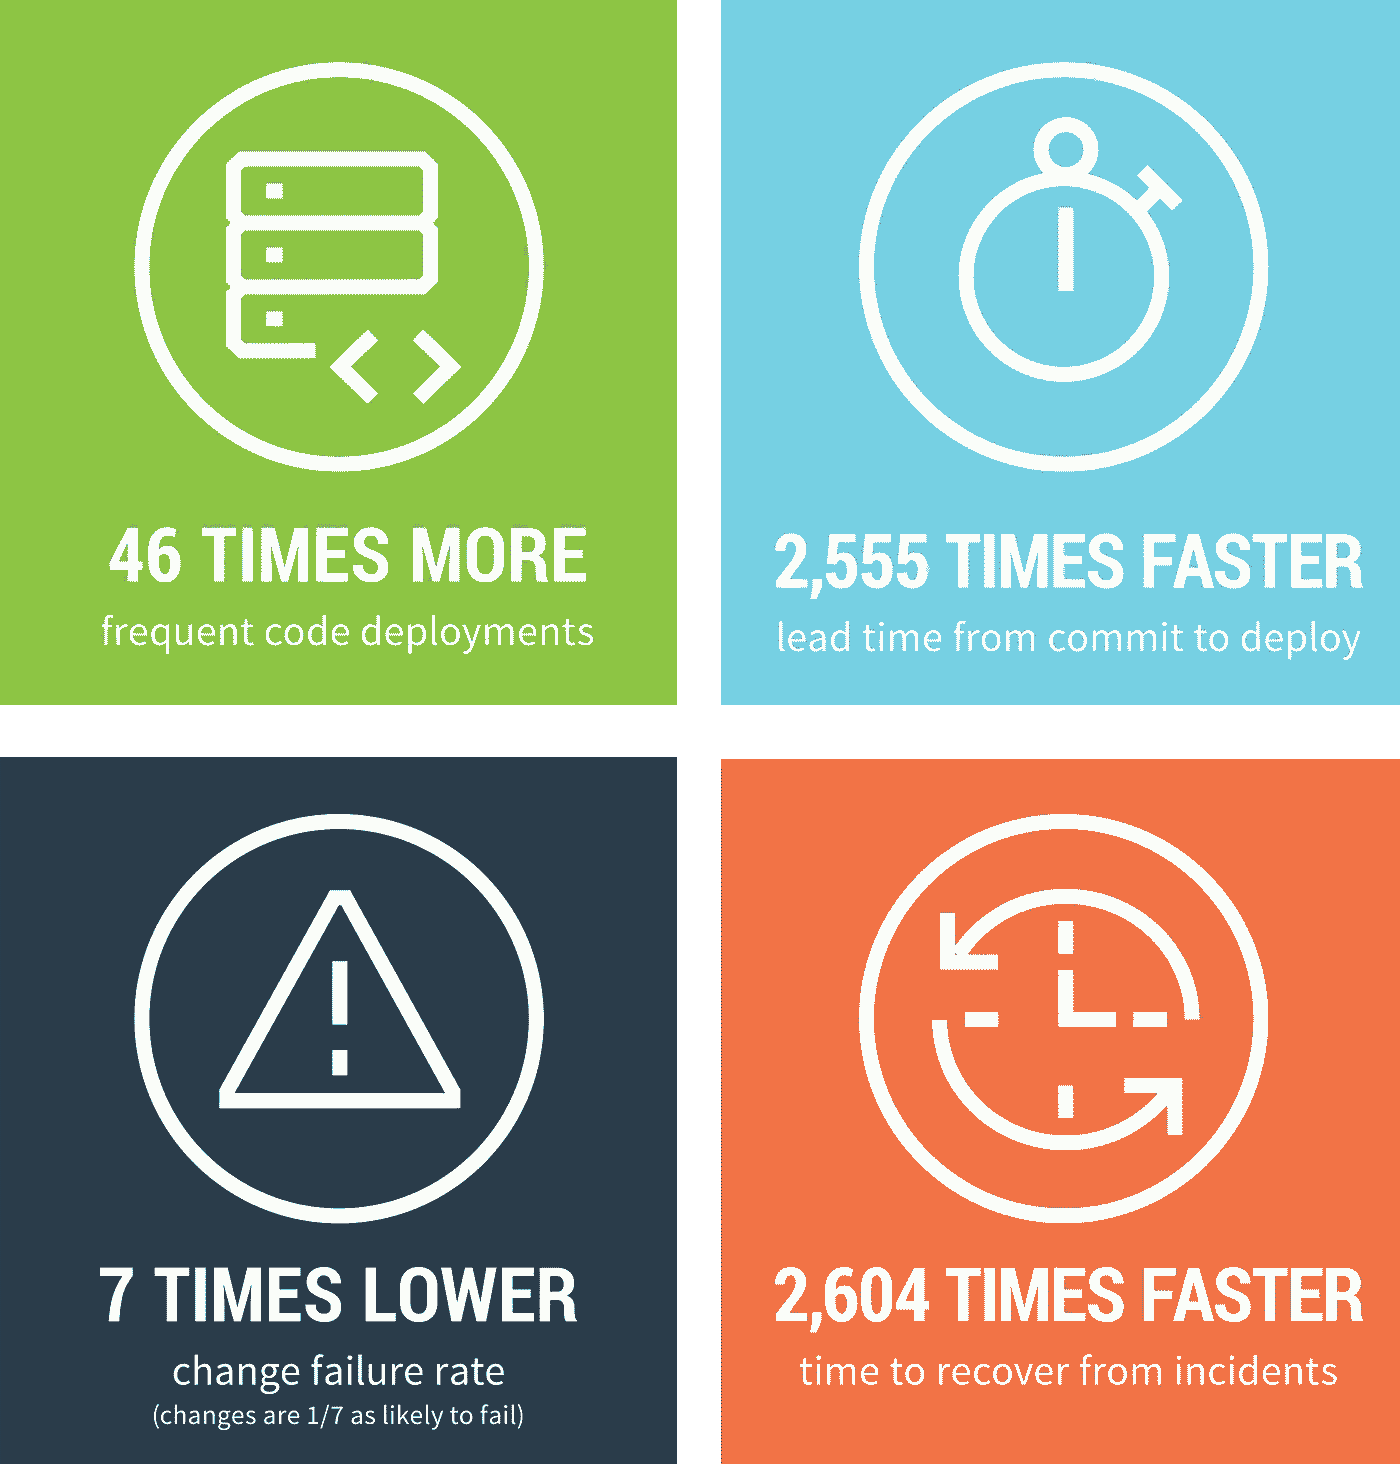 46 TIMES MORE
frequent code deployments
2,555 TIMES FASTER
lead time from commit to deploy
7 TIMES LOWER
change failure rate
(changes are 1/7 as likely to fail)
2,604 TIMES FASTER
time to recover from incidents